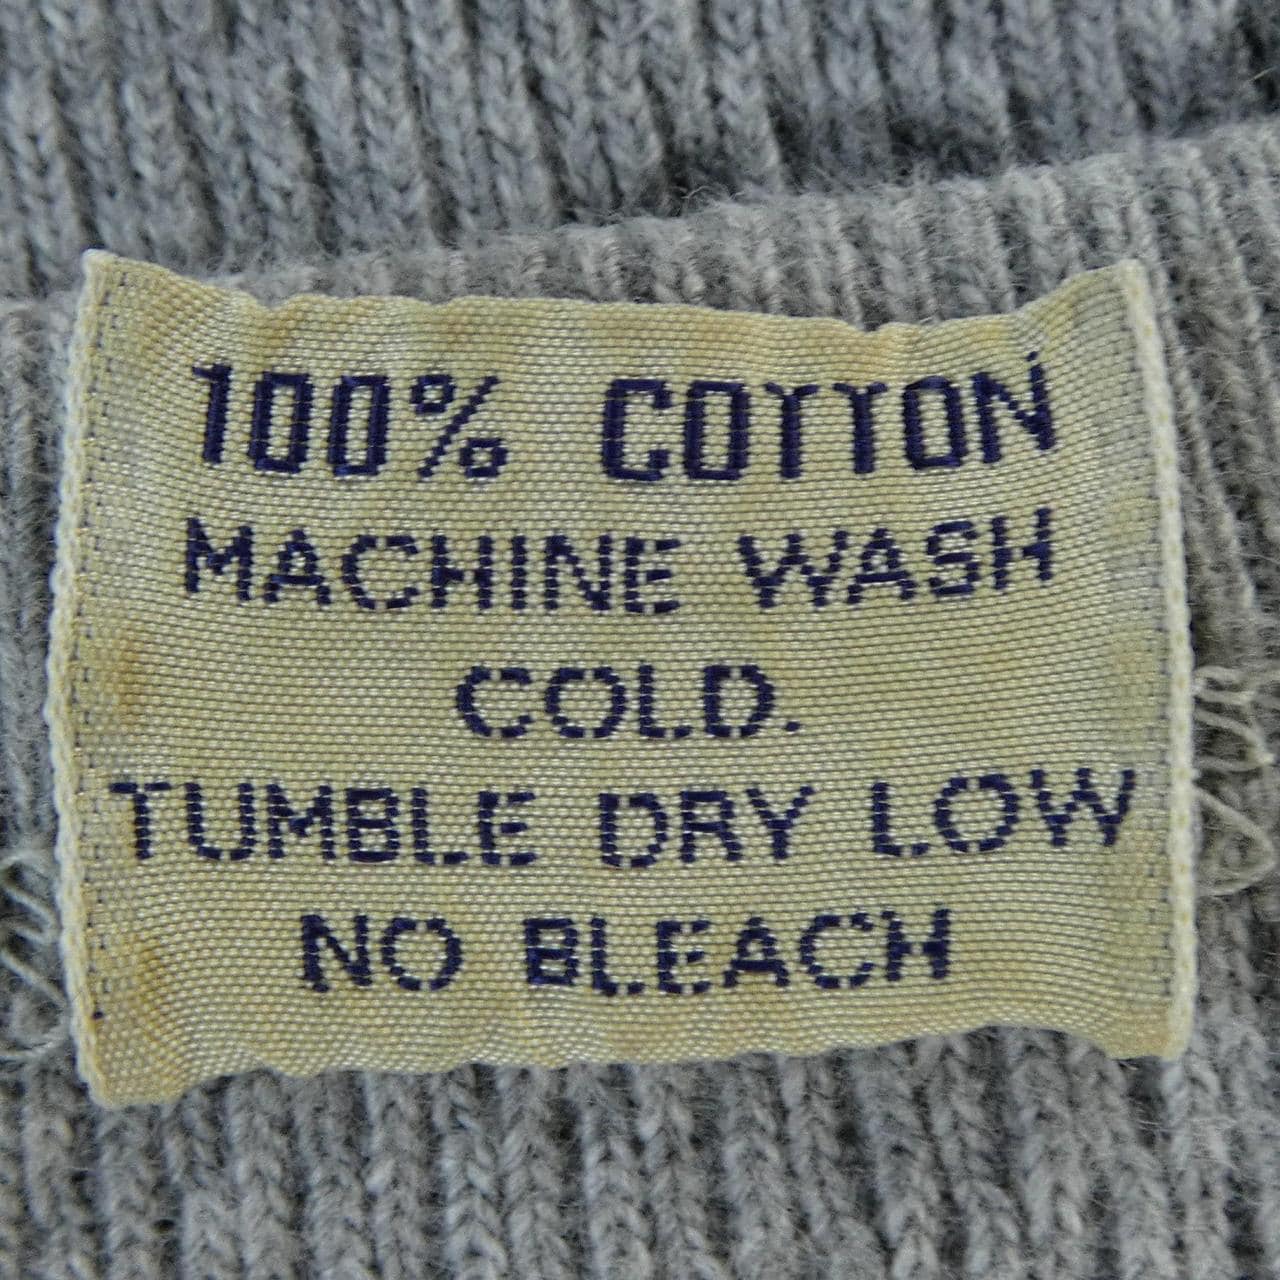 100% COTTON
MACHINE WASH
COLD.
TUMBLE DRY LOW
NO BLEACH